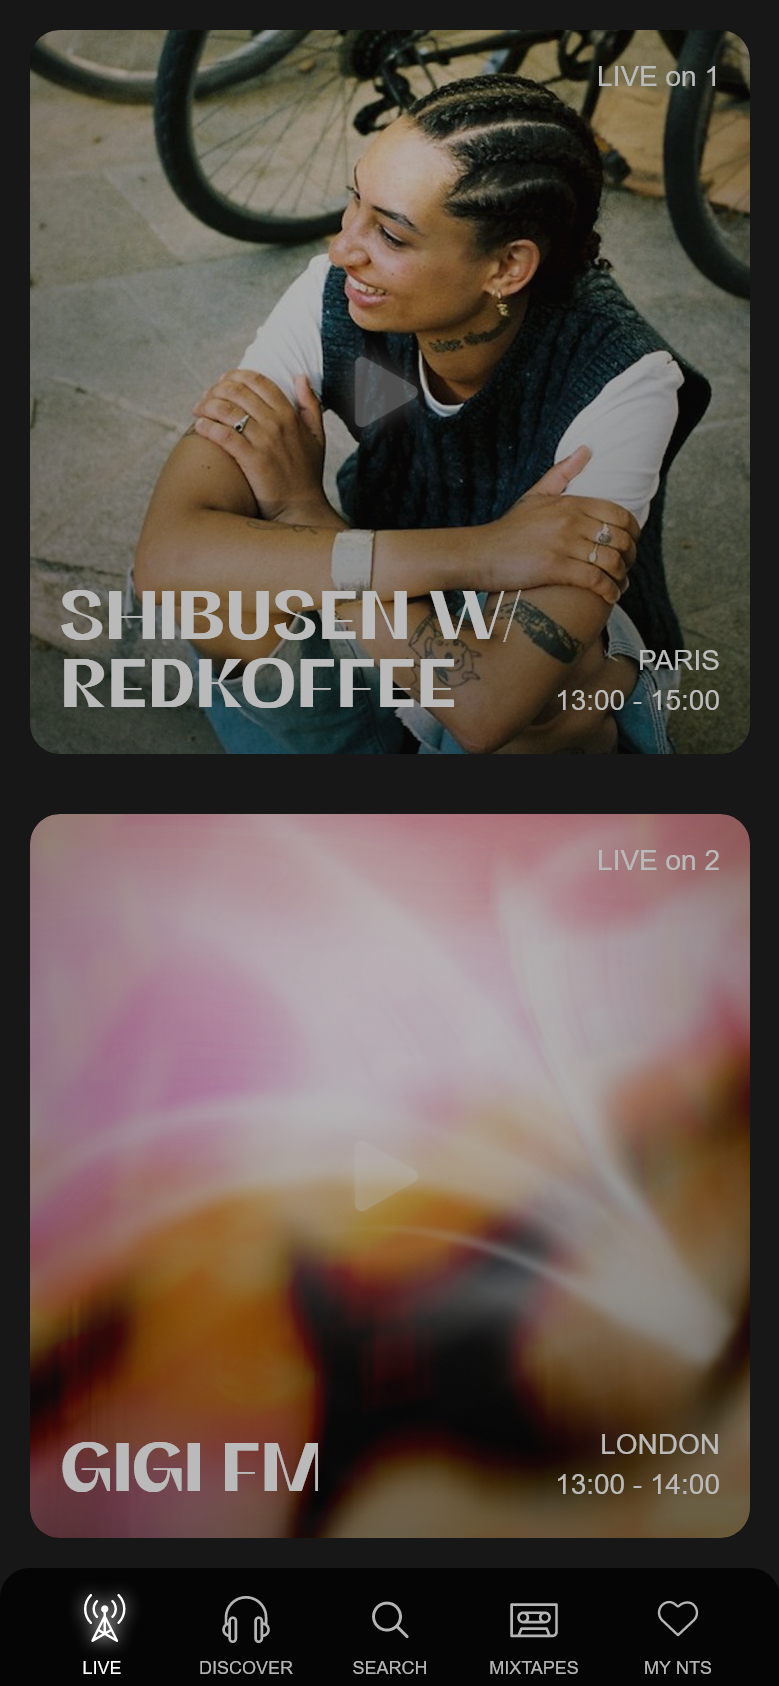 LIVE on 1
SHIBUSEN W/
REDKOFFEE
PARIS
13:00 - 15:00
LIVE on 2
GIGI FM
LONDON
13:00 - 14:00
LIVE
DISCOVER
SEARCH
MIXTAPES
MY NTS